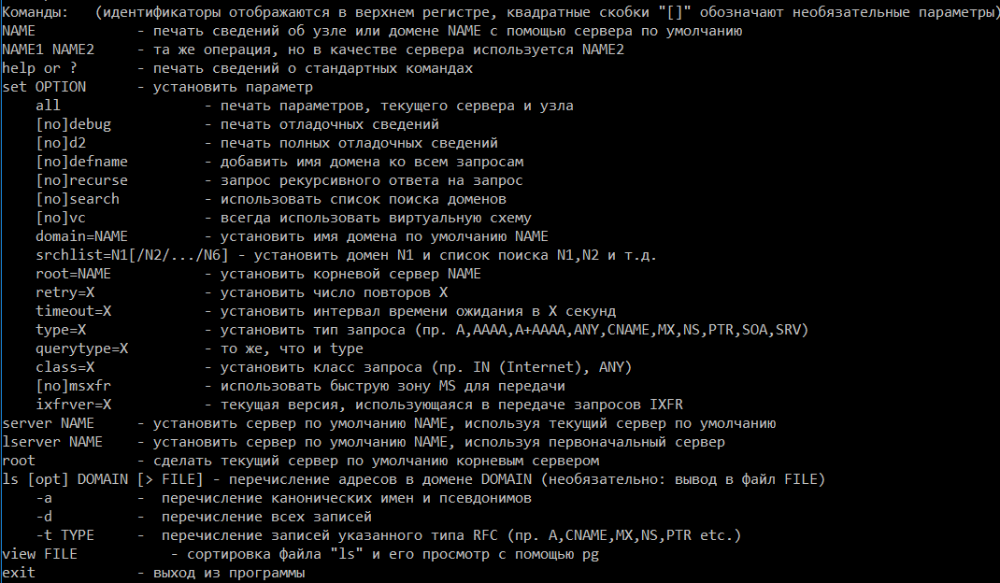 Команды:   (идентификаторы отображаются в верхнем регистре, квадратные скобки "[]" обозначают необязательные параметры)
NAME            - печать сведений об узле или домене NAME с помощью сервера по умолчанию
NAME1 NAME2     - та же операция, но в качестве сервера используется NAME2
help or ?       - печать сведений о стандартных командах
set OPTION      - установить параметр
    all                 - печать параметров, текущего сервера и узла
    [no]debug           - печать отладочных сведений
    [no]d2              - печать полных отладочных сведений
    [no]defname         - добавить имя домена ко всем запросам
    [no]recurse         - запрос рекурсивного ответа на запрос
    [no]search          - использовать список поиска доменов
    [no]vc              - всегда использовать виртуальную схему
    domain=NAME         - установить имя домена по умолчанию NAME
    srchlist=N1[/N2/.../N6] - установить домен N1 и список поиска N1,N2 и т.д.
    root=NAME           - установить корневой сервер NAME
    retry=X             - установить число повторов X
    timeout=X           - установить интервал времени ожидания в X секунд
    type=X              - установить тип запроса (пр. A,AAAA,A+AAAA,ANY,CNAME,MX,NS,PTR,SOA,SRV)
    querytype=X         - то же, что и type
    class=X             - установить класс запроса (пр. IN (Internet), ANY)
    [no]msxfr           - использовать быструю зону MS для передачи
    ixfrver=X           - текущая версия, использующаяся в передаче запросов IXFR
server NAME     - установить сервер по умолчанию NAME, используя текущий сервер по умолчанию
lserver NAME    - установить сервер по умолчанию NAME, используя первоначальный сервер
root            - сделать текущий сервер по умолчанию корневым сервером
ls [opt] DOMAIN [> FILE] - перечисление адресов в домене DOMAIN (необязательно: вывод в файл FILE)
    -a          -  перечисление канонических имен и псевдонимов
    -d          -  перечисление всех записей
    -t TYPE     -  перечисление записей указанного типа RFC (пр. A,CNAME,MX,NS,PTR etc.)
view FILE           - сортировка файла "ls" и его просмотр с помощью pg
exit            - выход из программы